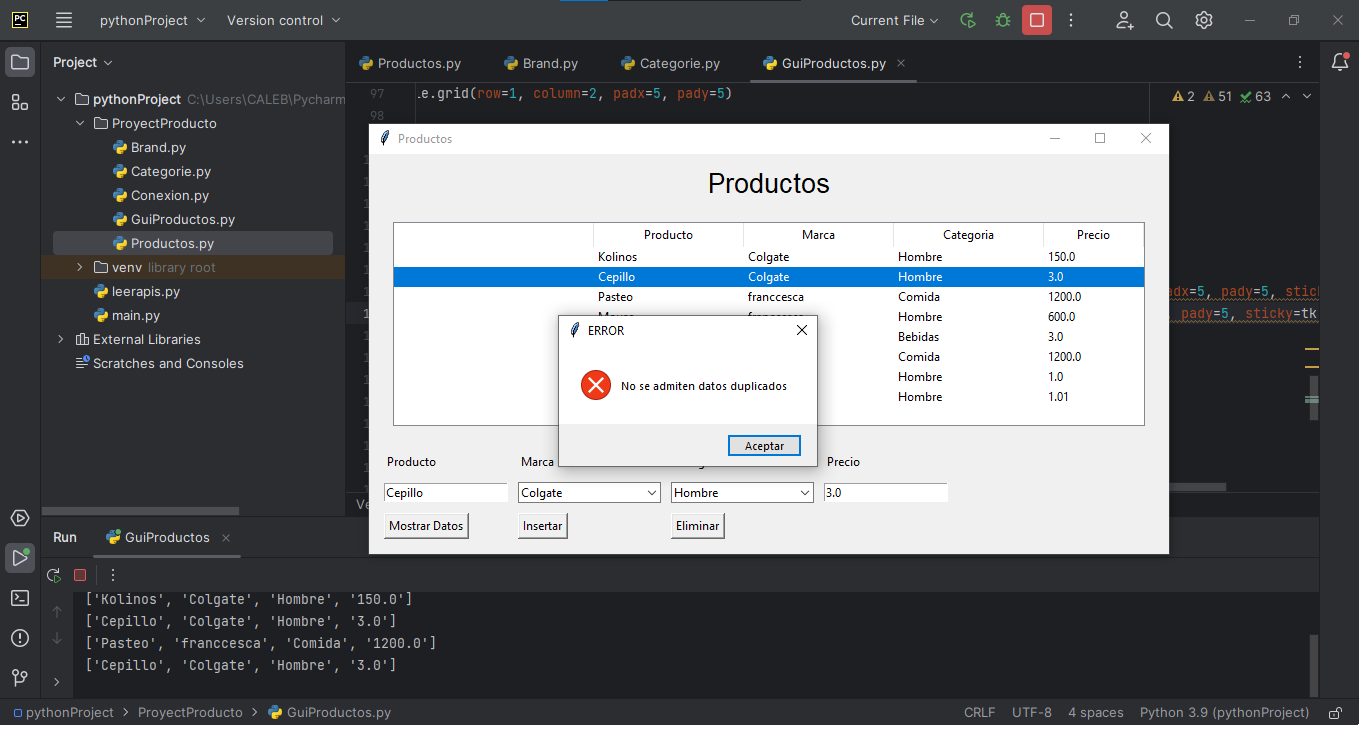 PC pythonProject Version control Current File
Project
Productos.py Brand.py Categorie.py GuiProductos.py
pythonProject C:\Users\CALEB\Pycharm
ProyectProducto
Brand.py
Categorie.py
Conexion.py
GuiProductos.py
Productos.py
venv library root
leerapis.py
main.py
External Libraries
Scratches and Consoles
97 .e.grid(row=1, column=2, padx=5, pady=5)
98
2 51 63
adx=5, pady=5, stick
, pady=5, sticky=tk
Productos
Productos
Producto Marca Categoria Precio
Kolinos Colgate Hombre 150.0
Cepillo Colgate Hombre 3.0
Pasteo franccesca Comida 1200.0
Hombre 600.0
Bebidas 3.0
Comida 1200.0
Hombre 1.0
Hombre 1.01
ERROR
No se admiten datos duplicados
Aceptar
Producto Marca Precio
Cepillo Colgate Hombre 3.0
Mostrar Datos Insertar Eliminar
Run GuiProductos
['Kolinos', 'Colgate', 'Hombre', '150.0']
['Cepillo', 'Colgate', 'Hombre', '3.0']
['Pasteo', 'franccesca', 'Comida', '1200.0']
['Cepillo', 'Colgate', 'Hombre', '3.0']
pythonProject > ProyectProducto > GuiProductos.py CRLF UTF-8 4 spaces Python 3.9 (pythonProject)